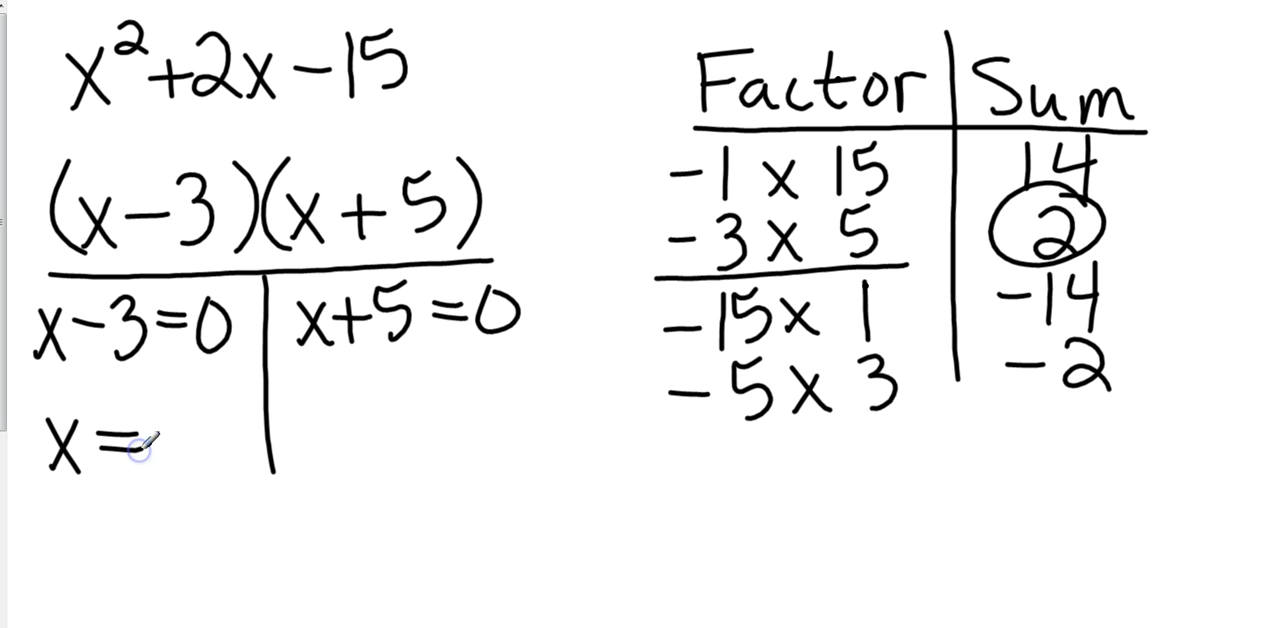 x²+2x-15
(x-3)(x+5)
x-3=0 x+5=0
x=
Factor Sum
-1 x 15 14
-3 x 5 2
-15 x 1 -14
-5 x 3 -2